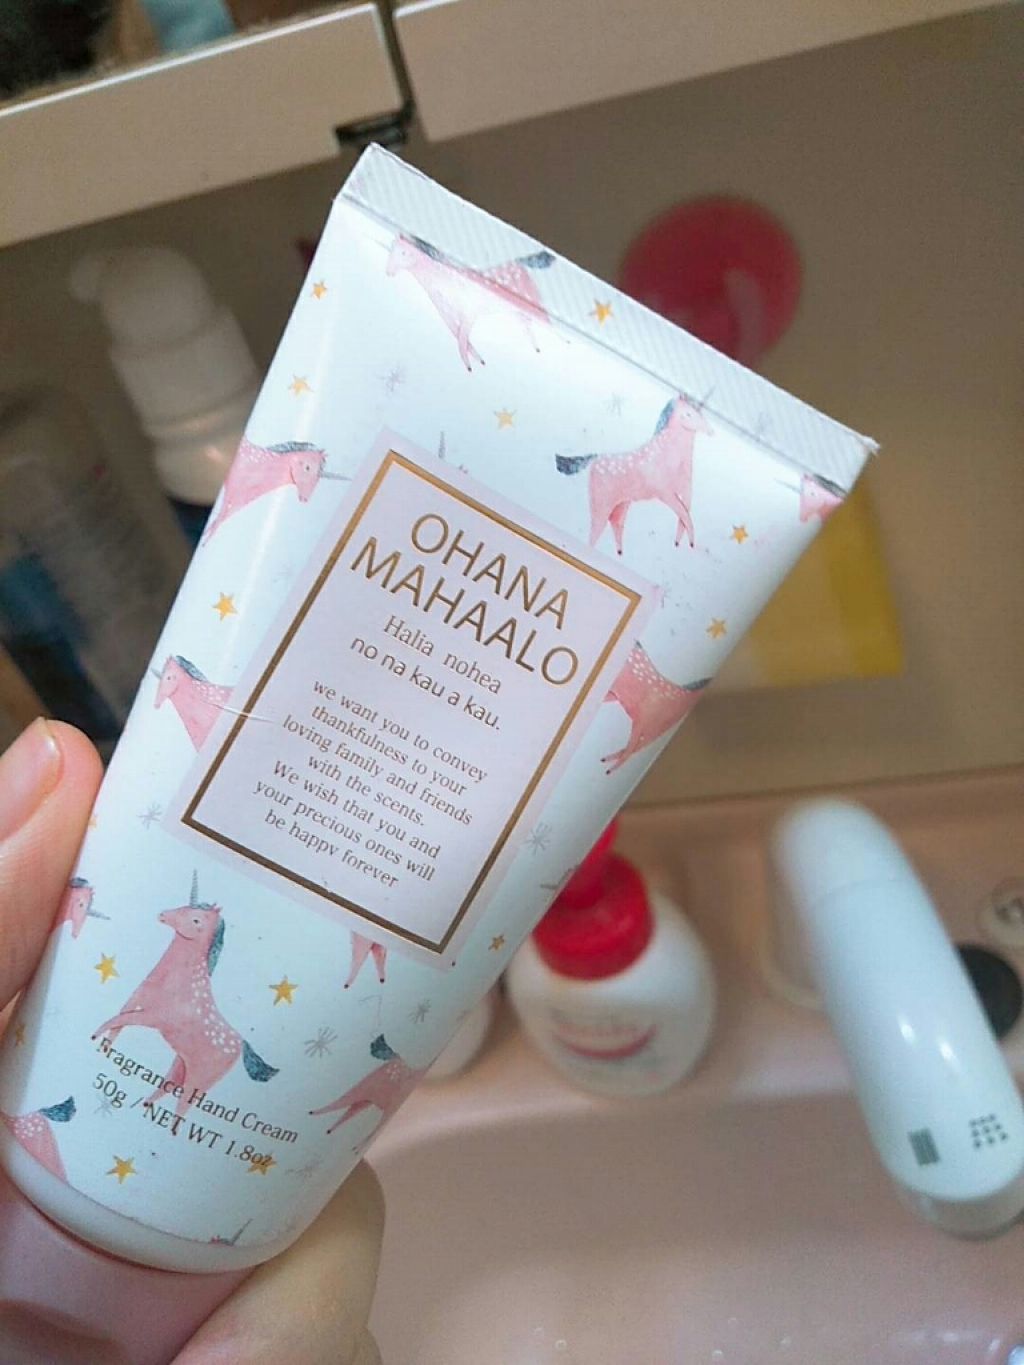 OHANA
MAHAALO
Halia nohea
no na kau a kau.
we want you to convey
thankfulness to your
loving family and friends
with the scents.
We wish that you and
your precious ones will
be happy forever
Fragrance Hand Cream
50g / NET WT 1.8oz